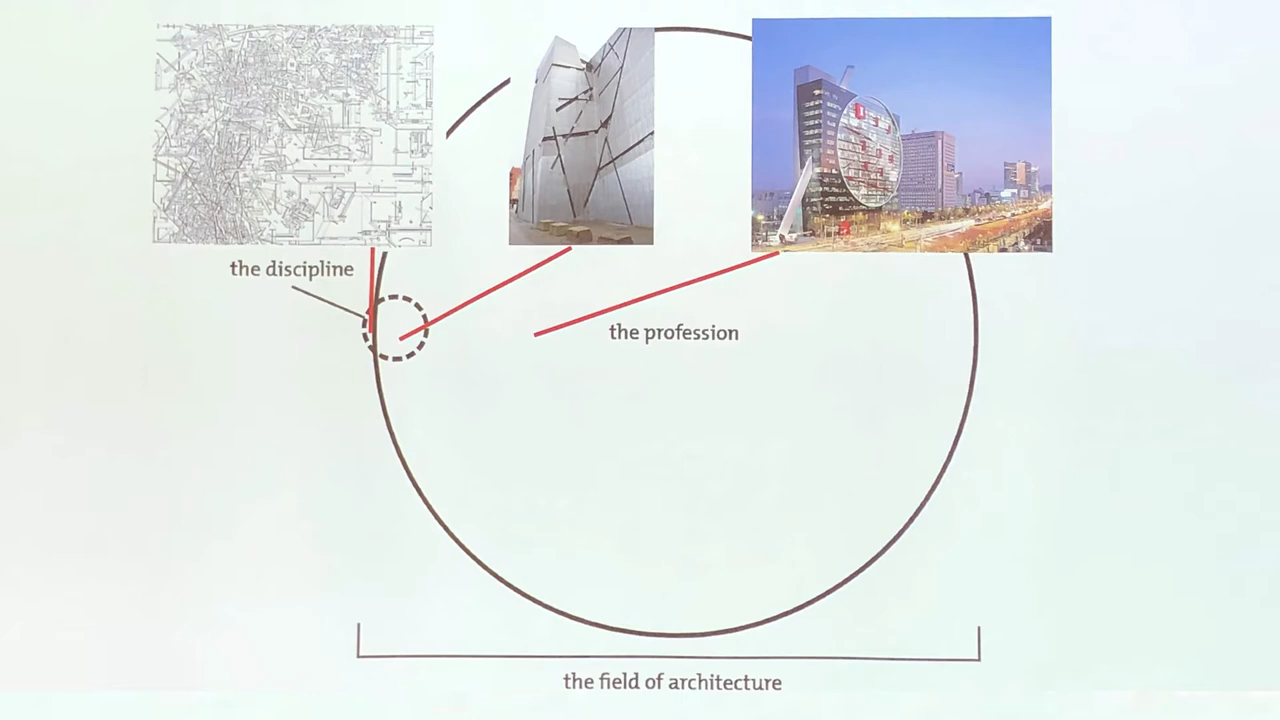 the discipline
the profession
the field of architecture